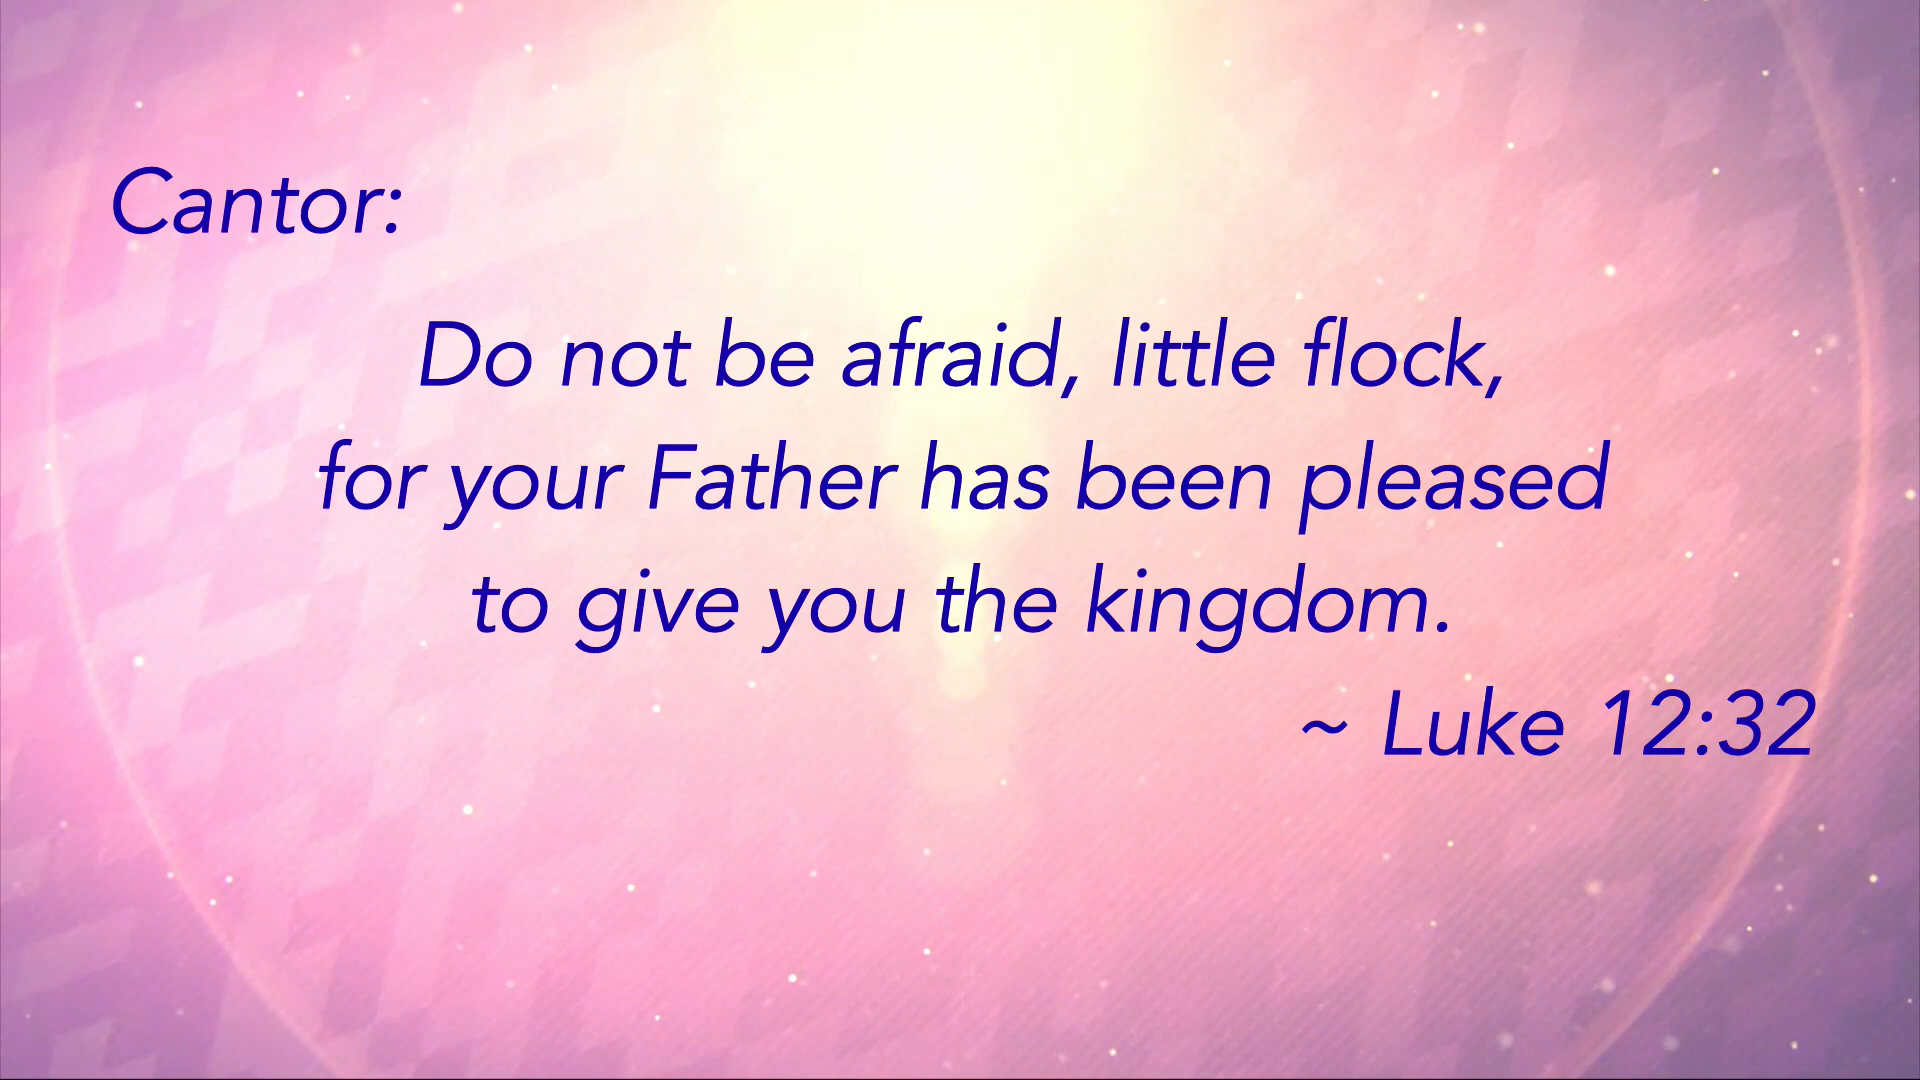 Cantor:
Do not be afraid, little flock,
for your Father has been pleased
to give you the kingdom.
~ Luke 12:32